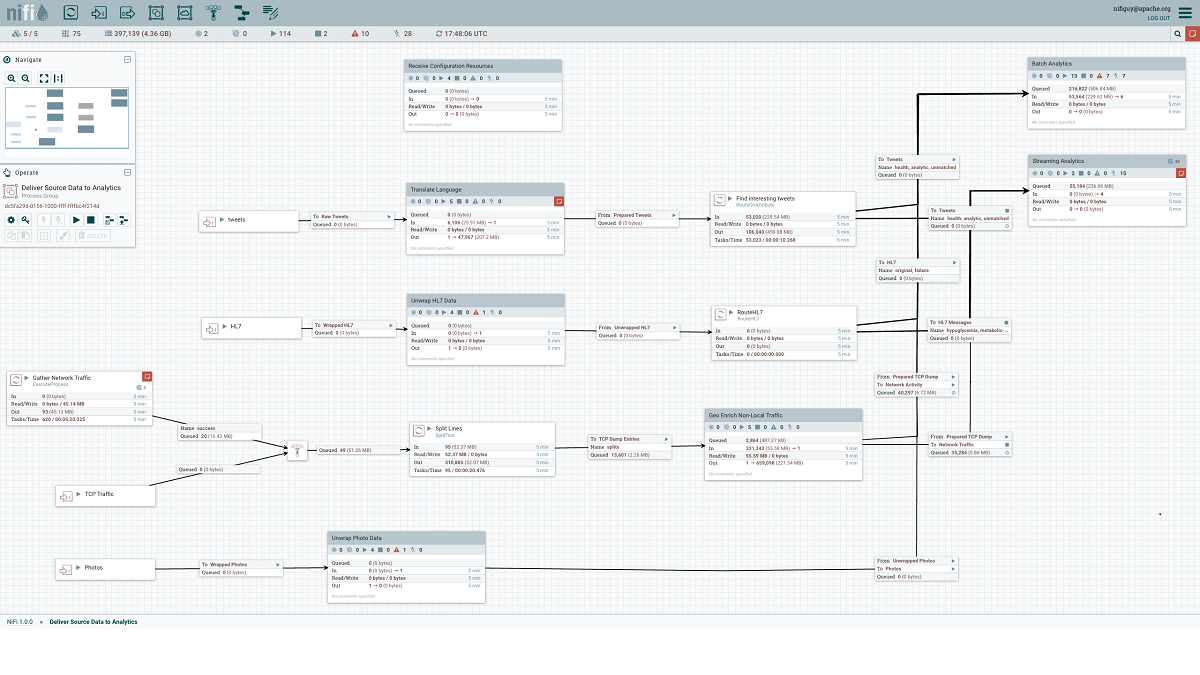 nifi
nifiguy@apache.org
LOG OUT
5 / 5 75 397,139 (4.36 GB) 2 0 114 2 10 28 17:48:06 UTC
Navigate
Operate
Deliver Source Data to Analytics
Process Group
DELETE
Receive Configuration Resources
0 0 4 0 0 0
Queued 0 (0 bytes)
In 0 (0 bytes) → 0 5 min
Read/Write 0 bytes / 0 bytes 5 min
Out 0 → 0 (0 bytes) 5 min
No comments specified
Batch Analytics
0 0 13 0 7 7
Queued 216,822 (506.84 MB)
In 53,564 (229.62 MB) → 6 5 min
Read/Write 0 bytes / 0 bytes 5 min
Out 0 → 0 (0 bytes) 5 min
No comments specified
To Tweets
Name health, analytic, unmatched
Queued 0 (0 bytes)
Streaming Analytics
0 0 2 0 0 15
Queued 55,184 (236.96 MB)
In 0 (0 bytes) → 4 5 min
Read/Write 0 bytes / 0 bytes 5 min
Out 0 → 0 (0 bytes) 5 min
No comments specified
tweets
To Raw Tweets
Queued 0 (0 bytes)
Translate Language
0 0 5 0 0 0
Queued 0 (0 bytes)
In 6,106 (25.97 MB) → 1 5 min
Read/Write 0 bytes / 0 bytes 5 min
Out 1 → 47,967 (207.2 MB) 5 min
No comments specified
From Prepared Tweets
Queued 0 (0 bytes)
Find interesting tweets
RouteOnAttribute
In 53,020 (229.54 MB) 5 min
Read/Write 0 bytes / 0 bytes 5 min
Out 106,040 (459.08 MB) 5 min
Tasks/Time 53,023 / 00:00:10.268 5 min
To Tweets
Name health, analytic, unmatched
Queued 0 (0 bytes)
To HL7
Name original, failure
Queued 0 (0 bytes)
HL7
To Wrapped HL7
Queued 0 (0 bytes)
Unwrap HL7 Data
0 0 4 0 1 0
Queued 0 (0 bytes)
In 0 (0 bytes) → 1 5 min
Read/Write 0 bytes / 0 bytes 5 min
Out 1 → 0 (0 bytes) 5 min
No comments specified
From Unwrapped HL7
Queued 0 (0 bytes)
RouteHL7
RouteHL7
In 0 (0 bytes) 5 min
Read/Write 0 bytes / 0 bytes 5 min
Out 0 (0 bytes) 5 min
Tasks/Time 0 / 00:00:00.000 5 min
To HL7 Messages
Name hypoglycemia, metabolic-...
Queued 0 (0 bytes)
Gather Network Traffic
ExecuteProcess
1
In 0 (0 bytes) 5 min
Read/Write 0 bytes / 45.14 MB 5 min
Out 93 (45.13 MB) 5 min
Tasks/Time 620 / 00:05:20.325 5 min
From Prepared TCP Dump
To Network Activity
Queued 40,297 (6.72 MB)
Name success
Queued 20 (16.42 MB)
Queued 0 (0 bytes)
Queued 49 (51.26 MB)
Split Lines
SplitText
In 95 (92.37 MB) 5 min
Read/Write 52.37 MB / 0 bytes 5 min
Out 310,885 (52.07 MB) 5 min
Tasks/Time 95 / 00:00:20.476 5 min
To TCP Dump Entries
Name splits
Queued 13,601 (2.26 MB)
Geo Enrich Non-Local Traffic
0 0 5 0 0 0
Queued 2,864 (487.27 KB)
In 331,343 (55.58 MB) → 1 5 min
Read/Write 55.59 MB / 0 bytes 5 min
Out 1 → 659,098 (221.54 MB) 5 min
No comments specified
From Prepared TCP Dump
To Network Traffic
Queued 35,284 (5.86 MB)
TCP Traffic
Photos
To Wrapped Photos
Queued 0 (0 bytes)
Unwrap Photo Data
0 0 4 0 1 0
Queued 0 (0 bytes)
In 0 (0 bytes) → 1 5 min
Read/Write 0 bytes / 0 bytes 5 min
Out 1 → 0 (0 bytes) 5 min
No comments specified
From Unwrapped Photos
To Photos
Queued 0 (0 bytes)
NiFi 1.0.0 Deliver Source Data to Analytics